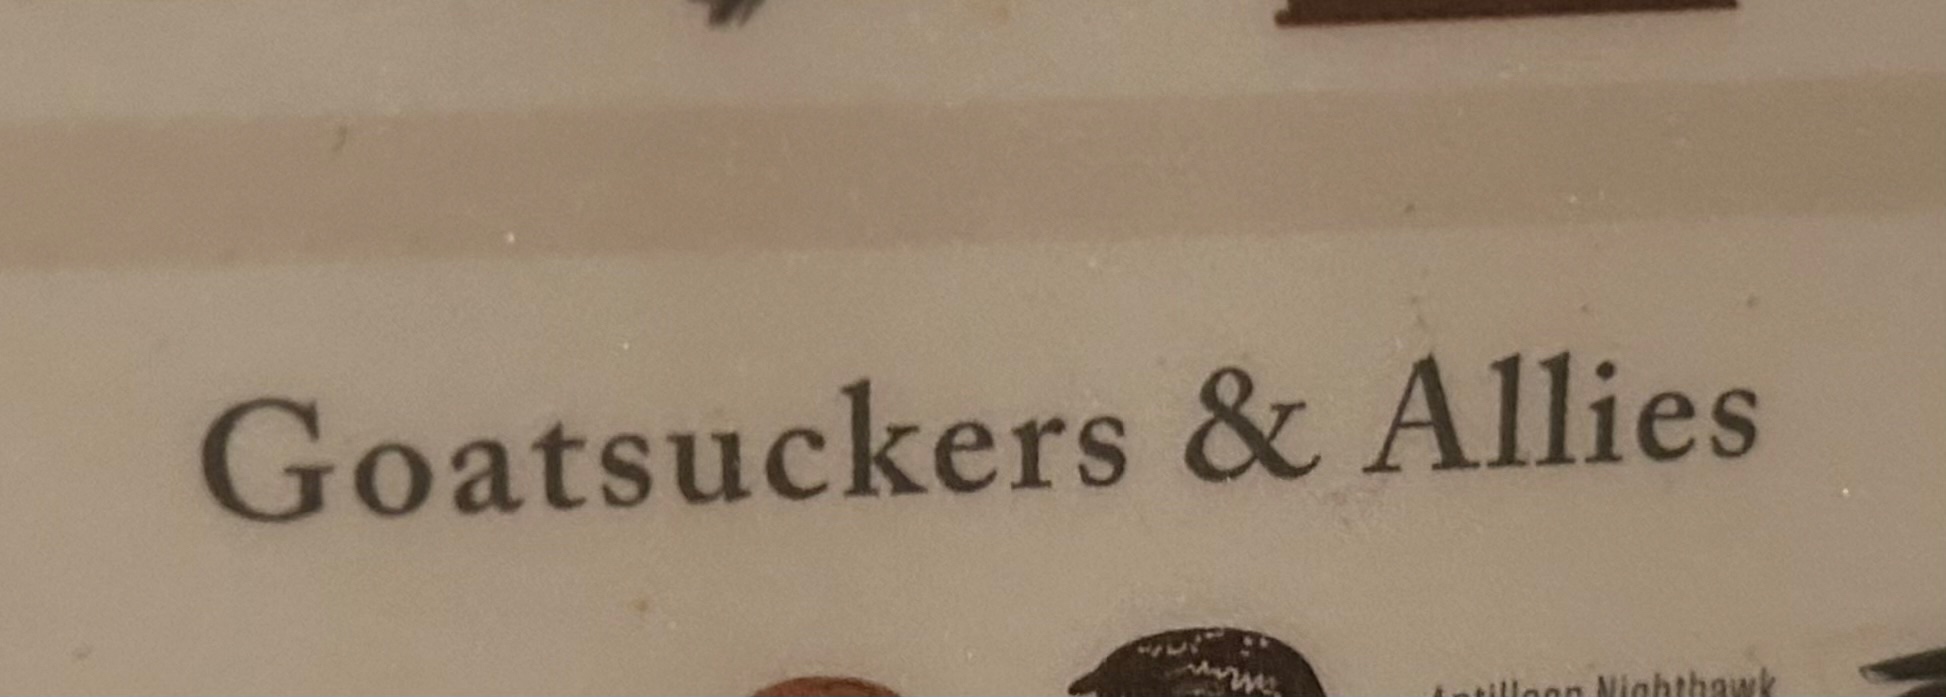 Goatsuckers & Allies
Antillean Nighthawk